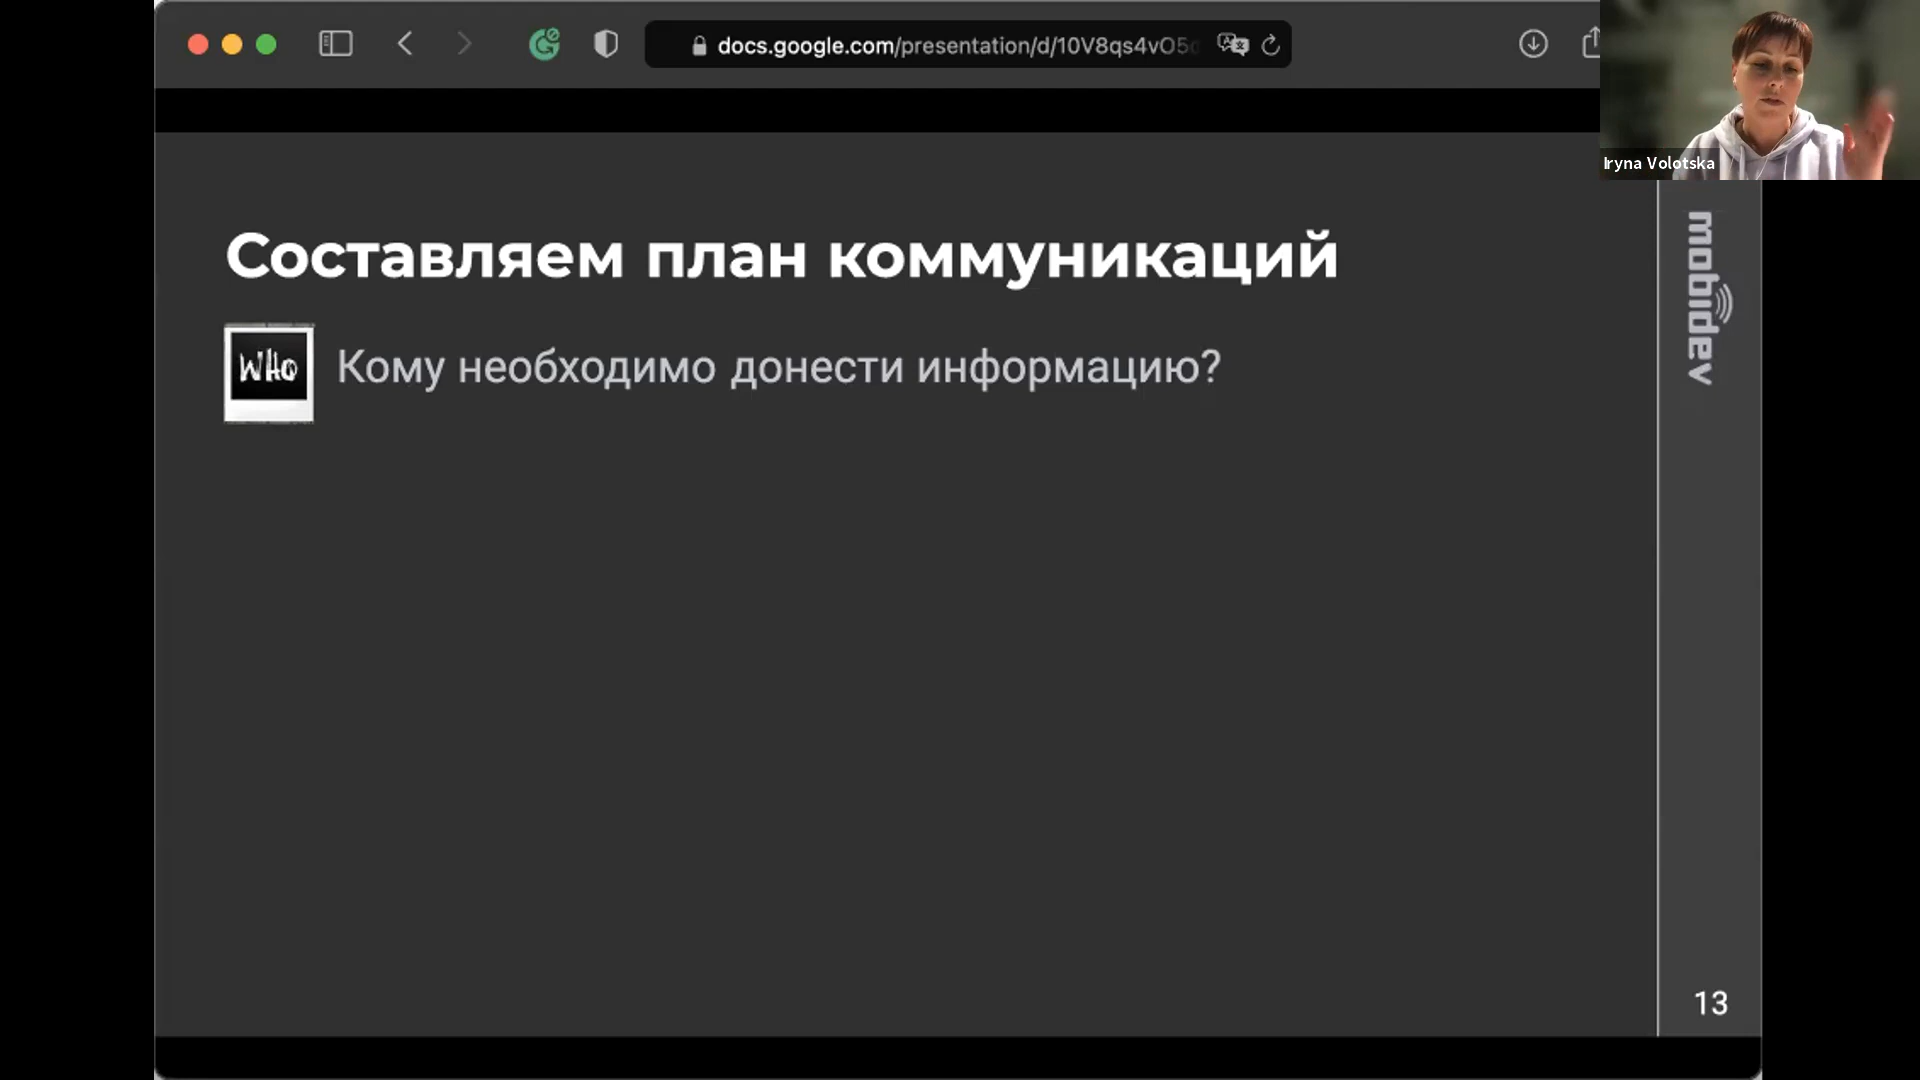 docs.google.com/presentation/d/10V8qs4vO5
Iryna Volotska
Составляем план коммуникаций
WHO
Кому необходимо донести информацию?
mobidev
13